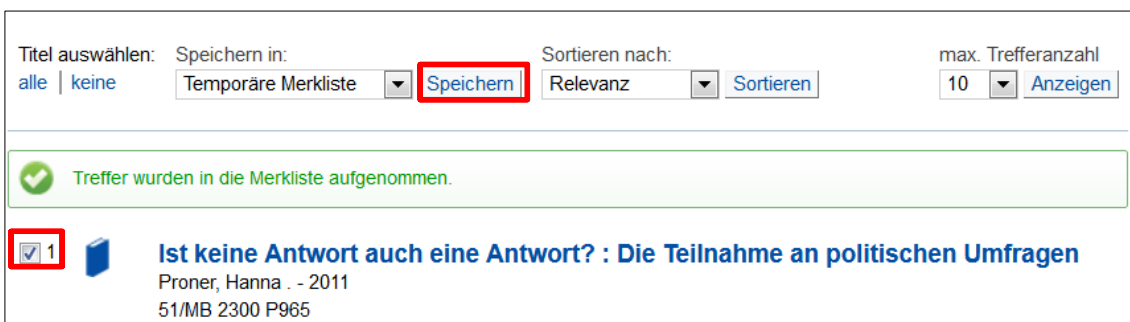 Titel auswählen: Speichern in: Sortieren nach: max. Trefferanzahl
alle | keine Temporäre Merkliste Speichern Relevanz Sortieren 10 Anzeigen
Treffer wurden in die Merkliste aufgenommen.
1 Ist keine Antwort auch eine Antwort? : Die Teilnahme an politischen Umfragen
Proner, Hanna . - 2011
51/MB 2300 P965